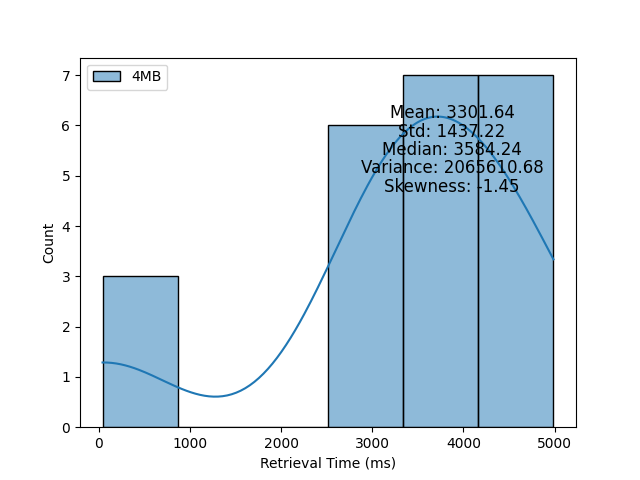 4MB
Mean: 3301.64
Std: 1437.22
Median: 3584.24
Variance: 2065610.68
Skewness: -1.45
7
6
5
4
3
2
1
0
Count
0 1000 2000 3000 4000 5000
Retrieval Time (ms)